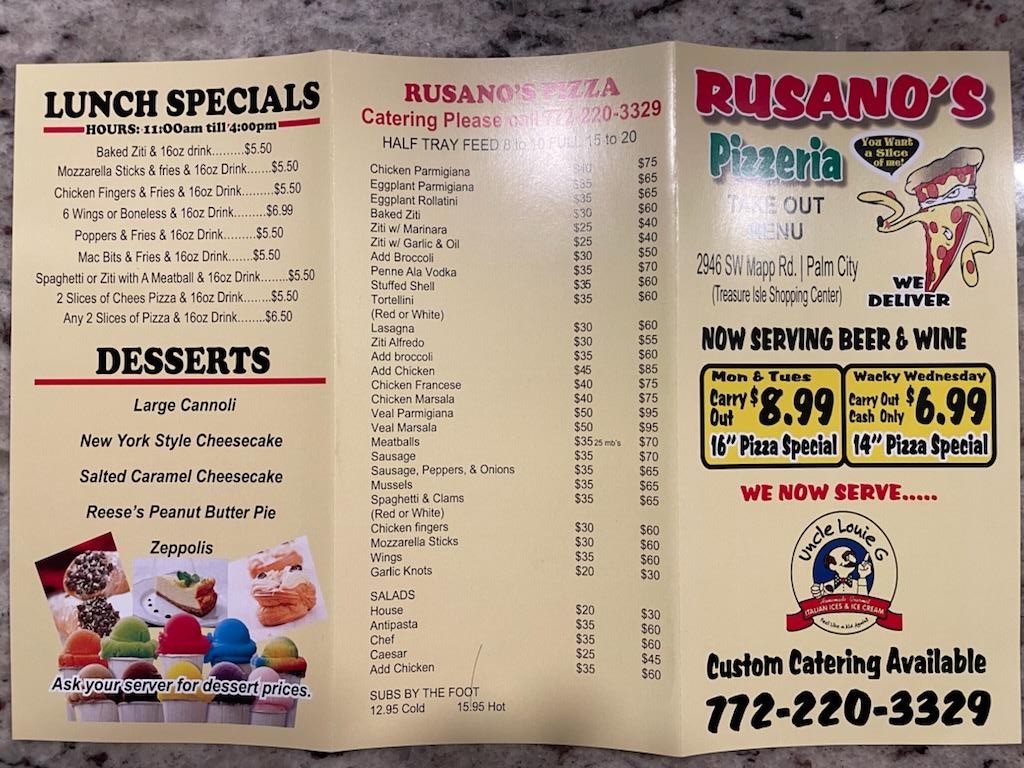 LUNCH SPECIALS
HOURS: 11:00am till 4:00pm
Baked Ziti & 16oz drink.........$5.50
Mozzarella Sticks & fries & 16oz Drink.......$5.50
Chicken Fingers & Fries & 16oz Drink.........$5.50
6 Wings or Boneless & 16oz Drink.........$6.99
Poppers & Fries & 16oz Drink.........$5.50
Mac Bits & Fries & 16oz Drink.......$5.50
Spaghetti or Ziti with A Meatball & 16oz Drink.......$5.50
2 Slices of Chees Pizza & 16oz Drink........$5.50
Any 2 Slices of Pizza & 16oz Drink........$6.50
DESSERTS
Large Cannoli
New York Style Cheesecake
Salted Caramel Cheesecake
Reese's Peanut Butter Pie
Zeppolis
Ask your server for dessert prices.
RUSANO'S PIZZA
Catering Please call 772-220-3329
HALF TRAY FEED 8 to 10 FULL 15 to 20
Chicken Parmigiana $40 $75
Eggplant Parmigiana $35 $65
Eggplant Rollatini $35 $65
Baked Ziti $30 $60
Ziti w/ Marinara $25 $40
Ziti w/ Garlic & Oil $25 $40
Add Broccoli $30 $50
Penne Ala Vodka $35 $70
Stuffed Shell $35 $60
Tortellini $35 $60
(Red or White)
Lasagna $30 $60
Ziti Alfredo $30 $55
Add broccoli $35 $60
Add Chicken $45 $85
Chicken Francese $40 $75
Chicken Marsala $40 $75
Veal Parmigiana $50 $95
Veal Marsala $50 $95
Meatballs $35 25 mb's $70
Sausage $35 $70
Sausage, Peppers, & Onions $35 $65
Mussels $35 $65
Spaghetti & Clams $35 $65
(Red or White)
Chicken fingers $30 $60
Mozzarella Sticks $30 $60
Wings $35 $60
Garlic Knots $20 $30
SALADS
House $20 $30
Antipasta $35 $60
Chef $35 $60
Caesar $25 $45
Add Chicken $35 $60
SUBS BY THE FOOT
12.95 Cold 15.95 Hot
RUSANO'S
Pizzeria
You Want
a Slice
of me!
TAKE OUT
MENU
2946 SW Mapp Rd. | Palm City
(Treasure Isle Shopping Center)
WE
DELIVER
NOW SERVING BEER & WINE
Mon & Tues
Carry Out $8.99
16" Pizza Special
Wacky Wednesday
Carry Out Cash Only $6.99
14" Pizza Special
WE NOW SERVE.....
Uncle Louie G
Homemade Gourmet
ITALIAN ICES & ICE CREAM
Feel Like a Kid Again!
Custom Catering Available
772-220-3329